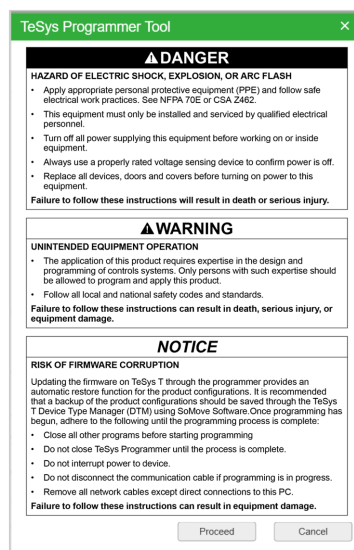 TeSys Programmer Tool ×
⚠DANGER
HAZARD OF ELECTRIC SHOCK, EXPLOSION, OR ARC FLASH
• Apply appropriate personal protective equipment (PPE) and follow safe
electrical work practices. See NFPA 70E or CSA Z462.
• This equipment must only be installed and serviced by qualified electrical
personnel.
• Turn off all power supplying this equipment before working on or inside
equipment.
• Always use a properly rated voltage sensing device to confirm power is off.
• Replace all devices, doors and covers before turning on power to this
equipment.
Failure to follow these instructions will result in death or serious injury.
⚠WARNING
UNINTENDED EQUIPMENT OPERATION
• The application of this product requires expertise in the design and
programming of controls systems. Only persons with such expertise should
be allowed to program and apply this product.
• Follow all local and national safety codes and standards.
Failure to follow these instructions can result in death, serious injury, or
equipment damage.
NOTICE
RISK OF FIRMWARE CORRUPTION
Updating the firmware on TeSys T through the programmer provides an
automatic restore function for the product configurations. It is recommended
that a backup of the product configurations should be saved through the TeSys
T Device Type Manager (DTM) using SoMove Software.Once programming has
begun, adhere to the following until the programming process is complete:
• Close all other programs before starting programming
• Do not close TeSys Programmer until the process is complete.
• Do not interrupt power to device.
• Do not disconnect the communication cable if programming is in progress.
• Remove all network cables except direct connections to this PC.
Failure to follow these instructions can result in equipment damage.
Proceed Cancel